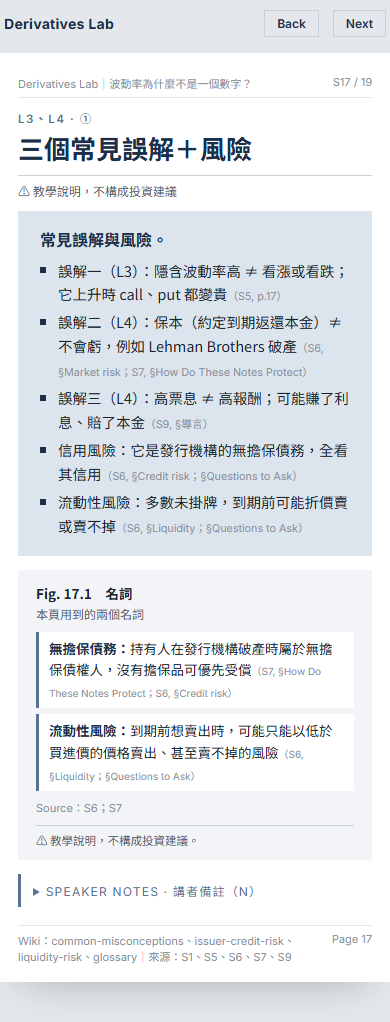 Derivatives Lab
Back
Next
Derivatives Lab｜波動率為什麼不是一個數字？
S17 / 19
L3、L4 · ①
三個常見誤解＋風險
⚠ 教學說明，不構成投資建議
常見誤解與風險。
誤解一（L3）：隱含波動率高 ≠ 看漲或看跌；
它上升時 call、put 都變貴（S5, p.17）
誤解二（L4）：保本（約定到期返還本金）≠
不會虧，例如 Lehman Brothers 破產（S6,
§Market risk；S7, §How Do These Notes Protect）
誤解三（L4）：高票息 ≠ 高報酬；可能賺了利
息、賠了本金（S9, §導言）
信用風險：它是發行機構的無擔保債務，全看
其信用（S6, §Credit risk；§Questions to Ask）
流動性風險：多數未掛牌，到期前可能折價賣
或賣不掉（S6, §Liquidity；§Questions to Ask）
Fig. 17.1　名詞
本頁用到的兩個名詞
無擔保債務：持有人在發行機構破產時屬於無擔
保債權人，沒有擔保品可優先受償（S7, §How Do
These Notes Protect；S6, §Credit risk）
流動性風險：到期前想賣出時，可能只能以低於
買進價的價格賣出、甚至賣不掉的風險（S6,
§Liquidity；§Questions to Ask）
Source：S6；S7
⚠ 教學說明，不構成投資建議。
▶ SPEAKER NOTES · 講者備註（N）
Wiki：common-misconceptions、issuer-credit-risk、
liquidity-risk、glossary｜來源：S1、S5、S6、S7、S9
Page 17